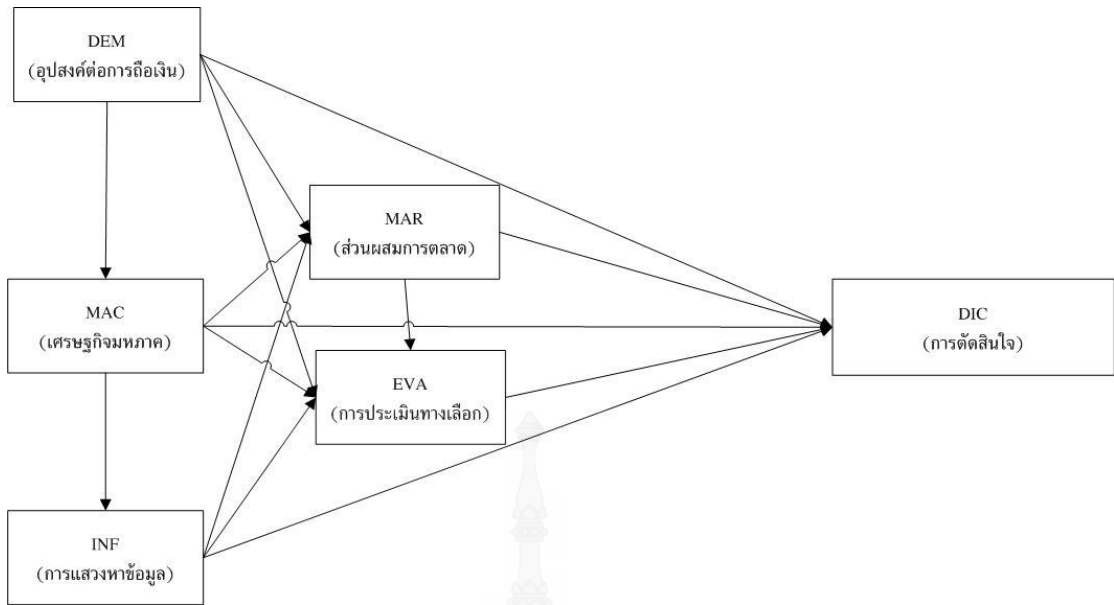 DEM
(อุปสงค์ต่อการถือเงิน)
MAR
(ส่วนผสมการตลาด)
MAC
(เศรษฐกิจมหภาค)
DIC
(การตัดสินใจ)
EVA
(การประเมินทางเลือก)
INF
(การแสวงหาข้อมูล)